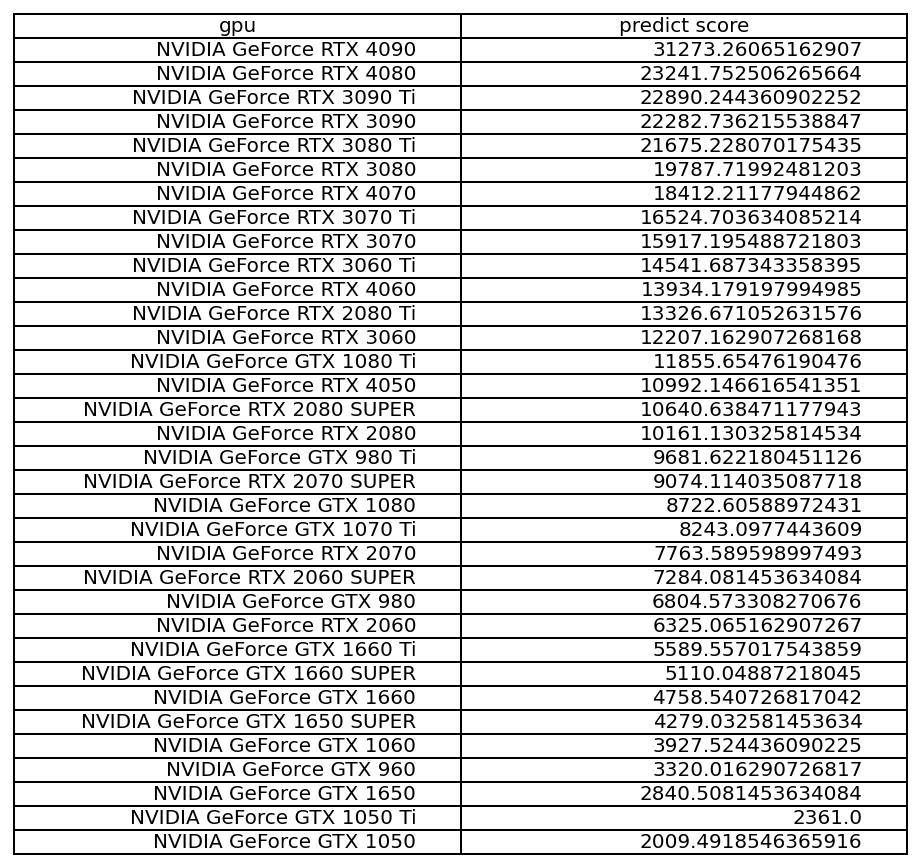 gpu predict score
NVIDIA GeForce RTX 4090 31273.26065162907
NVIDIA GeForce RTX 4080 23241.752506265664
NVIDIA GeForce RTX 3090 Ti 22890.244360902252
NVIDIA GeForce RTX 3090 22282.736215538847
NVIDIA GeForce RTX 3080 Ti 21675.228070175435
NVIDIA GeForce RTX 3080 19787.71992481203
NVIDIA GeForce RTX 4070 18412.21177944862
NVIDIA GeForce RTX 3070 Ti 16524.703634085214
NVIDIA GeForce RTX 3070 15917.195488721803
NVIDIA GeForce RTX 3060 Ti 14541.687343358395
NVIDIA GeForce RTX 4060 13934.179197994985
NVIDIA GeForce RTX 2080 Ti 13326.671052631576
NVIDIA GeForce RTX 3060 12207.162907268168
NVIDIA GeForce GTX 1080 Ti 11855.65476190476
NVIDIA GeForce RTX 4050 10992.146616541351
NVIDIA GeForce RTX 2080 SUPER 10640.638471177943
NVIDIA GeForce RTX 2080 10161.130325814534
NVIDIA GeForce GTX 980 Ti 9681.622180451126
NVIDIA GeForce RTX 2070 SUPER 9074.114035087718
NVIDIA GeForce GTX 1080 8722.60588972431
NVIDIA GeForce GTX 1070 Ti 8243.0977443609
NVIDIA GeForce RTX 2070 7763.589598997493
NVIDIA GeForce RTX 2060 SUPER 7284.081453634084
NVIDIA GeForce GTX 980 6804.573308270676
NVIDIA GeForce RTX 2060 6325.065162907267
NVIDIA GeForce GTX 1660 Ti 5589.557017543859
NVIDIA GeForce GTX 1660 SUPER 5110.04887218045
NVIDIA GeForce GTX 1660 4758.540726817042
NVIDIA GeForce GTX 1650 SUPER 4279.032581453634
NVIDIA GeForce GTX 1060 3927.524436090225
NVIDIA GeForce GTX 960 3320.016290726817
NVIDIA GeForce GTX 1650 2840.5081453634084
NVIDIA GeForce GTX 1050 Ti 2361.0
NVIDIA GeForce GTX 1050 2009.4918546365916